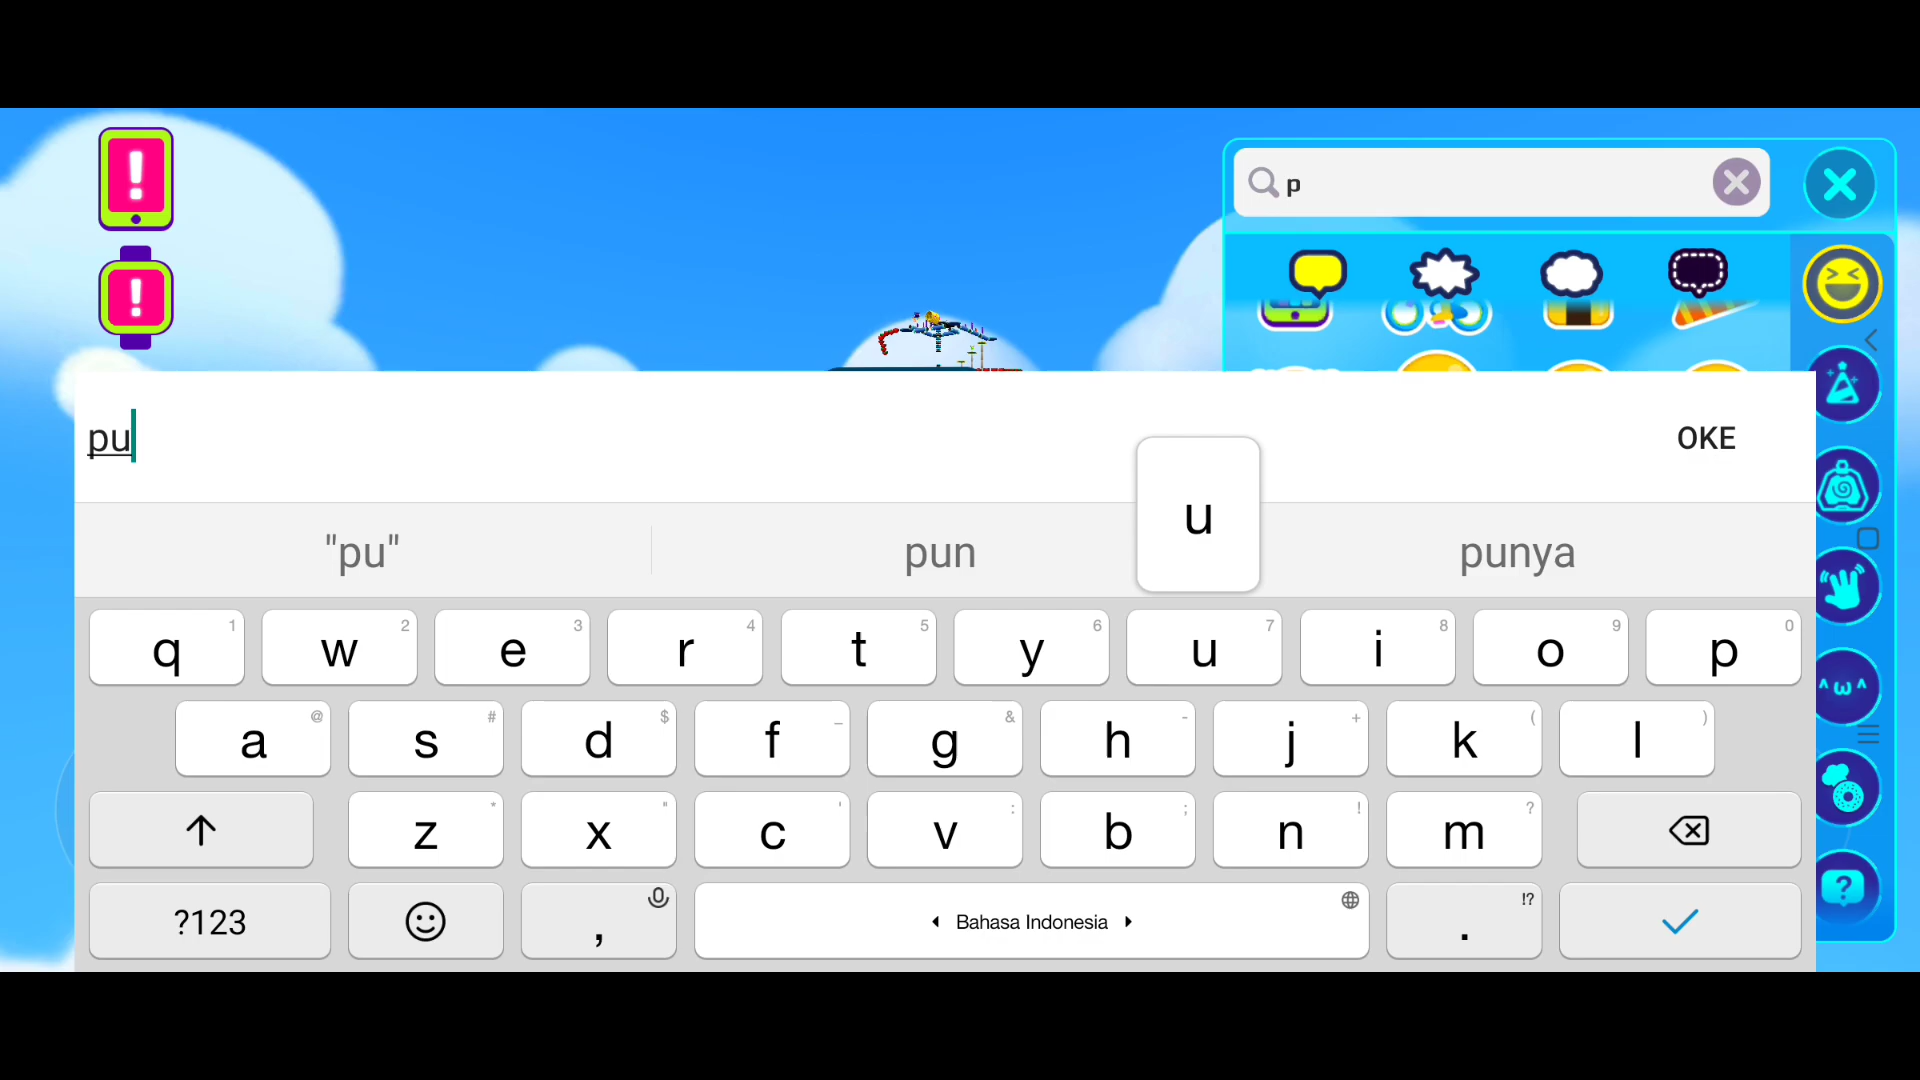 !
p
!
pu
OKE
"pu" pun punya
u
q 1 w 2 e 3 r 4 t 5 y 6 u 7 i 8 o 9 p 0
a @ s # d $ f _ g & h - j + k ( l )
z * x " c ' v : b ; n ! m ?
?123 , Bahasa Indonesia . !?
^ω^
?